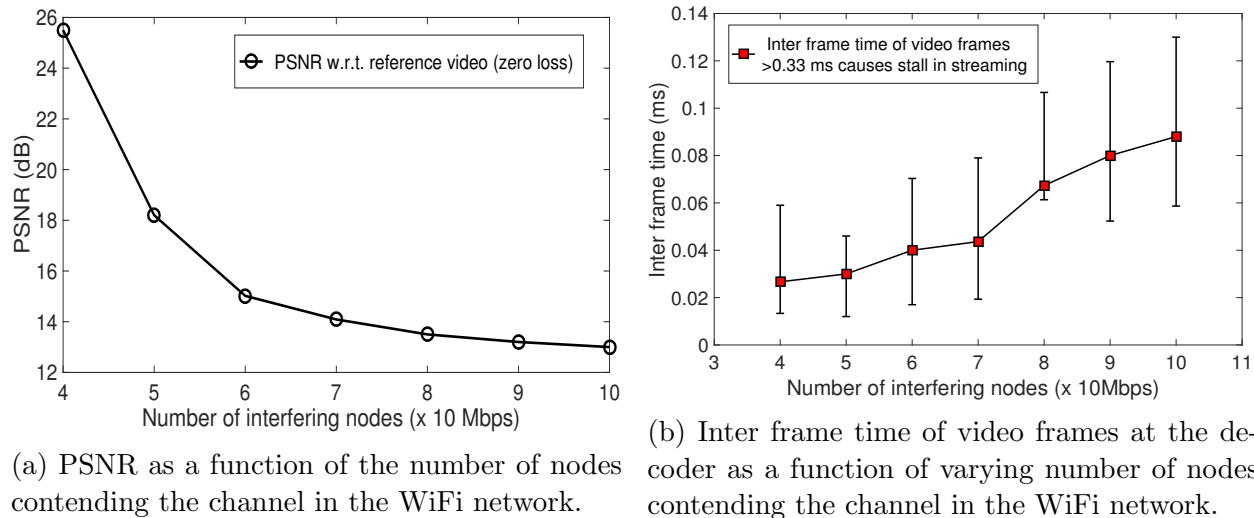 26
24
22
20
18
16
14
12
PSNR (dB)
PSNR w.r.t. reference video (zero loss)
4 5 6 7 8 9 10
Number of interfering nodes (x 10 Mbps)
(a) PSNR as a function of the number of nodes
contending the channel in the WiFi network.
0.14
0.12
0.1
0.08
0.06
0.04
0.02
0
Inter frame time (ms)
Inter frame time of video frames
>0.33 ms causes stall in streaming
3 4 5 6 7 8 9 10 11
Number of interfering nodes (x 10Mbps)
(b) Inter frame time of video frames at the de-
coder as a function of varying number of nodes
contending the channel in the WiFi network.